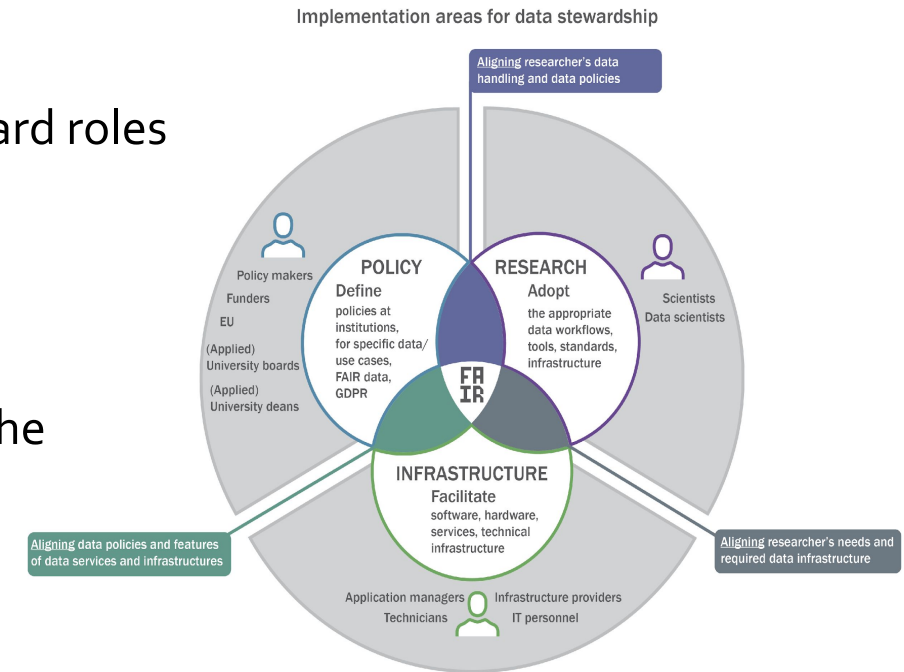 Implementation areas for data stewardship
Aligning researcher's data
handling and data policies
ard roles
he
Policy makers
Funders
EU
(Applied)
University boards
(Applied)
University deans
POLICY
Define
policies at
institutions,
for specific data/
use cases,
FAIR data,
GDPR
RESEARCH
Adopt
the appropriate
data workflows,
tools, standards,
infrastructure
Scientists
Data scientists
FA
IR
INFRASTRUCTURE
Facilitate
software, hardware,
services, technical
infrastructure
Aligning data policies and features
of data services and infrastructures
Aligning researcher's needs and
required data infrastructure
Application managers
Technicians
Infrastructure providers
IT personnel